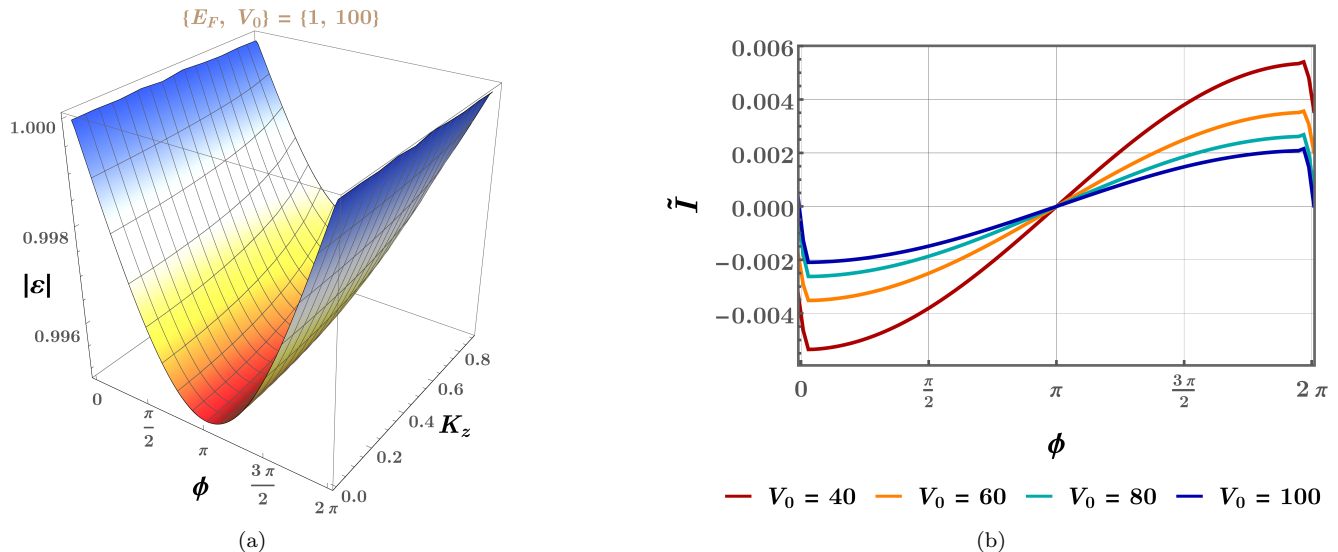 {E_F, V_0} = {1, 100}
1.000
0.998
0.996
|ε|
0
π/2
π
3π/2
2π
ϕ
0.0
0.2
0.4
0.6
0.8
K_z
(a)
0.006
0.004
0.002
0.000
−0.002
−0.004
Ĩ
0 π/2 π 3π/2 2π
ϕ
V_0 = 40 V_0 = 60 V_0 = 80 V_0 = 100
(b)